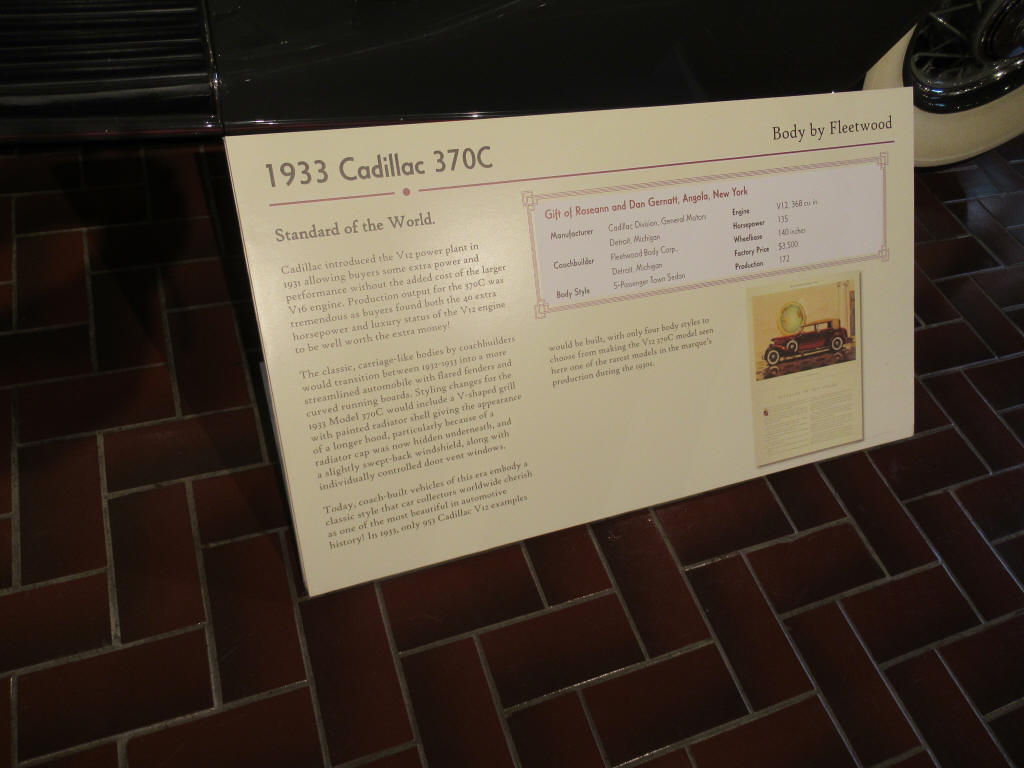 1933 Cadillac 370C
Body by Fleetwood
Standard of the World.
Cadillac introduced the V12 power plant in
1931 allowing buyers some extra power and
performance without the added cost of the larger
V16 engine. Production output for the 370C was
tremendous as buyers found both the 40 extra
horsepower and luxury status of the V12 engine
to be well worth the extra money!
The classic, carriage-like bodies by coachbuilders
would transition between 1932-1933 into a more
streamlined automobile with flared fenders and
curved running boards. Styling changes for the
1933 Model 370C would include a V-shaped grill
with painted radiator shell giving the appearance
of a longer hood, particularly because of a
radiator cap was now hidden underneath, and
a slightly swept-back windshield, along with
individually controlled door vent windows.
Today, coach-built vehicles of this era embody a
classic style that car collectors worldwide cherish
as one of the most beautiful in automotive
history! In 1933, only 953 Cadillac V12 examples
would be built, with only four body styles to
choose from making the V12 370C model seen
here one of the rarest models in the marque's
production during the 1930s.
Gift of Roseann and Dan Gernatt, Angola, New York
Manufacturer Cadillac Division, General Motors
Detroit, Michigan
Coachbuilder Fleetwood Body Corp.,
Detroit, Michigan
Body Style 5-Passenger Town Sedan
Engine V12, 368 cu. in.
Horsepower 135
Wheelbase 140 inches
Factory Price $3,500
Production 172